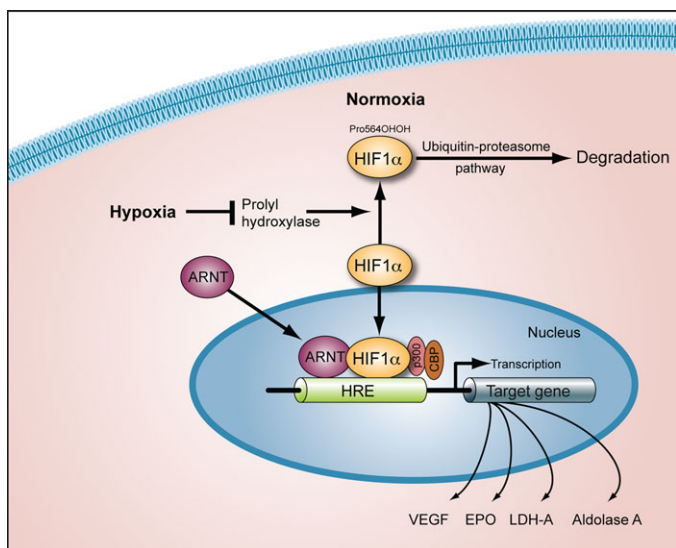 Normoxia
Pro564OHOH
HIF1α
Ubiquitin-proteasome
pathway
Degradation
Hypoxia
Prolyl
hydroxylase
HIF1α
ARNT
Nucleus
ARNT
HIF1α
p300
CBP
Transcription
HRE
Target gene
VEGF
EPO
LDH-A
Aldolase A